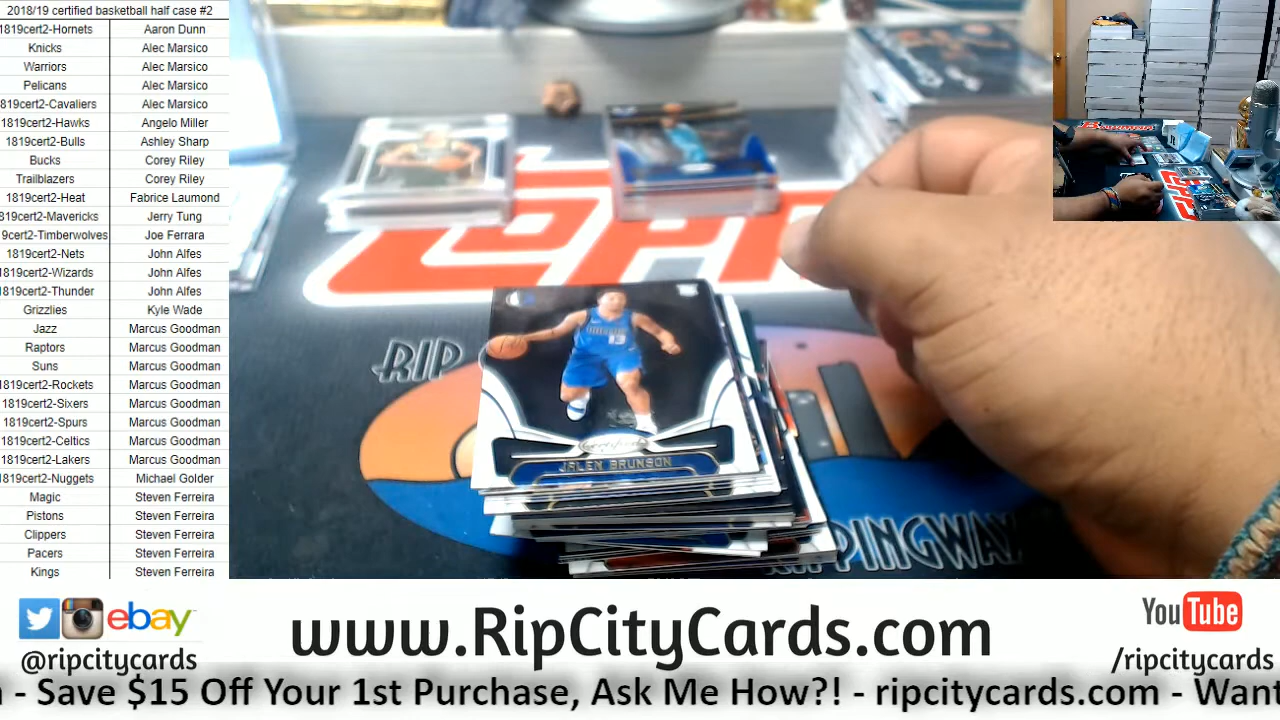 2018/19 certified basketball half case #2
1819cert2-Hornets Aaron Dunn
Knicks Alec Marsico
Warriors Alec Marsico
Pelicans Alec Marsico
819cert2-Cavaliers Alec Marsico
1819cert2-Hawks Angelo Miller
1819cert2-Bulls Ashley Sharp
Bucks Corey Riley
Trailblazers Corey Riley
1819cert2-Heat Fabrice Laumond
819cert2-Mavericks Jerry Tung
9cert2-Timberwolves Joe Ferrara
1819cert2-Nets John Alfes
1819cert2-Wizards John Alfes
1819cert2-Thunder John Alfes
Grizzlies Kyle Wade
Jazz Marcus Goodman
Raptors Marcus Goodman
Suns Marcus Goodman
1819cert2-Rockets Marcus Goodman
1819cert2-Sixers Marcus Goodman
1819cert2-Spurs Marcus Goodman
1819cert2-Celtics Marcus Goodman
1819cert2-Lakers Marcus Goodman
1819cert2-Nuggets Michael Golder
Magic Steven Ferreira
Pistons Steven Ferreira
Clippers Steven Ferreira
Pacers Steven Ferreira
Kings Steven Ferreira
RIP
13
Certified
JALEN BRUNSON
RIPPINGWAY
ebay
@ripcitycards
www.RipCityCards.com
YouTube
/ripcitycards
- Save $15 Off Your 1st Purchase, Ask Me How?! - ripcitycards.com - Want